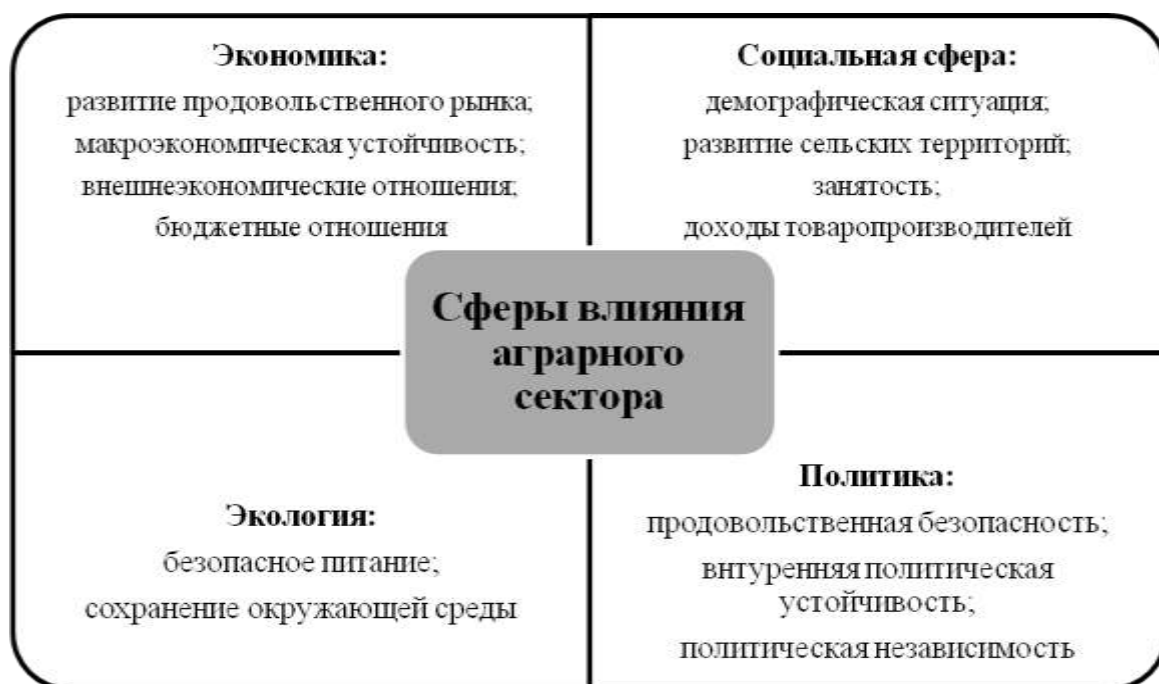 Экономика:
развитие продовольственного рынка;
макроэкономическая устойчивость;
внешнеэкономические отношения;
бюджетные отношения
Социальная сфера:
демографическая ситуация;
развитие сельских территорий;
занятость;
доходы товаропроизводителей
Сферы влияния
аграрного
сектора
Экология:
безопасное питание;
сохранение окружающей среды
Политика:
продовольственная безопасность;
внтуренняя политическая
устойчивость;
политическая независимость